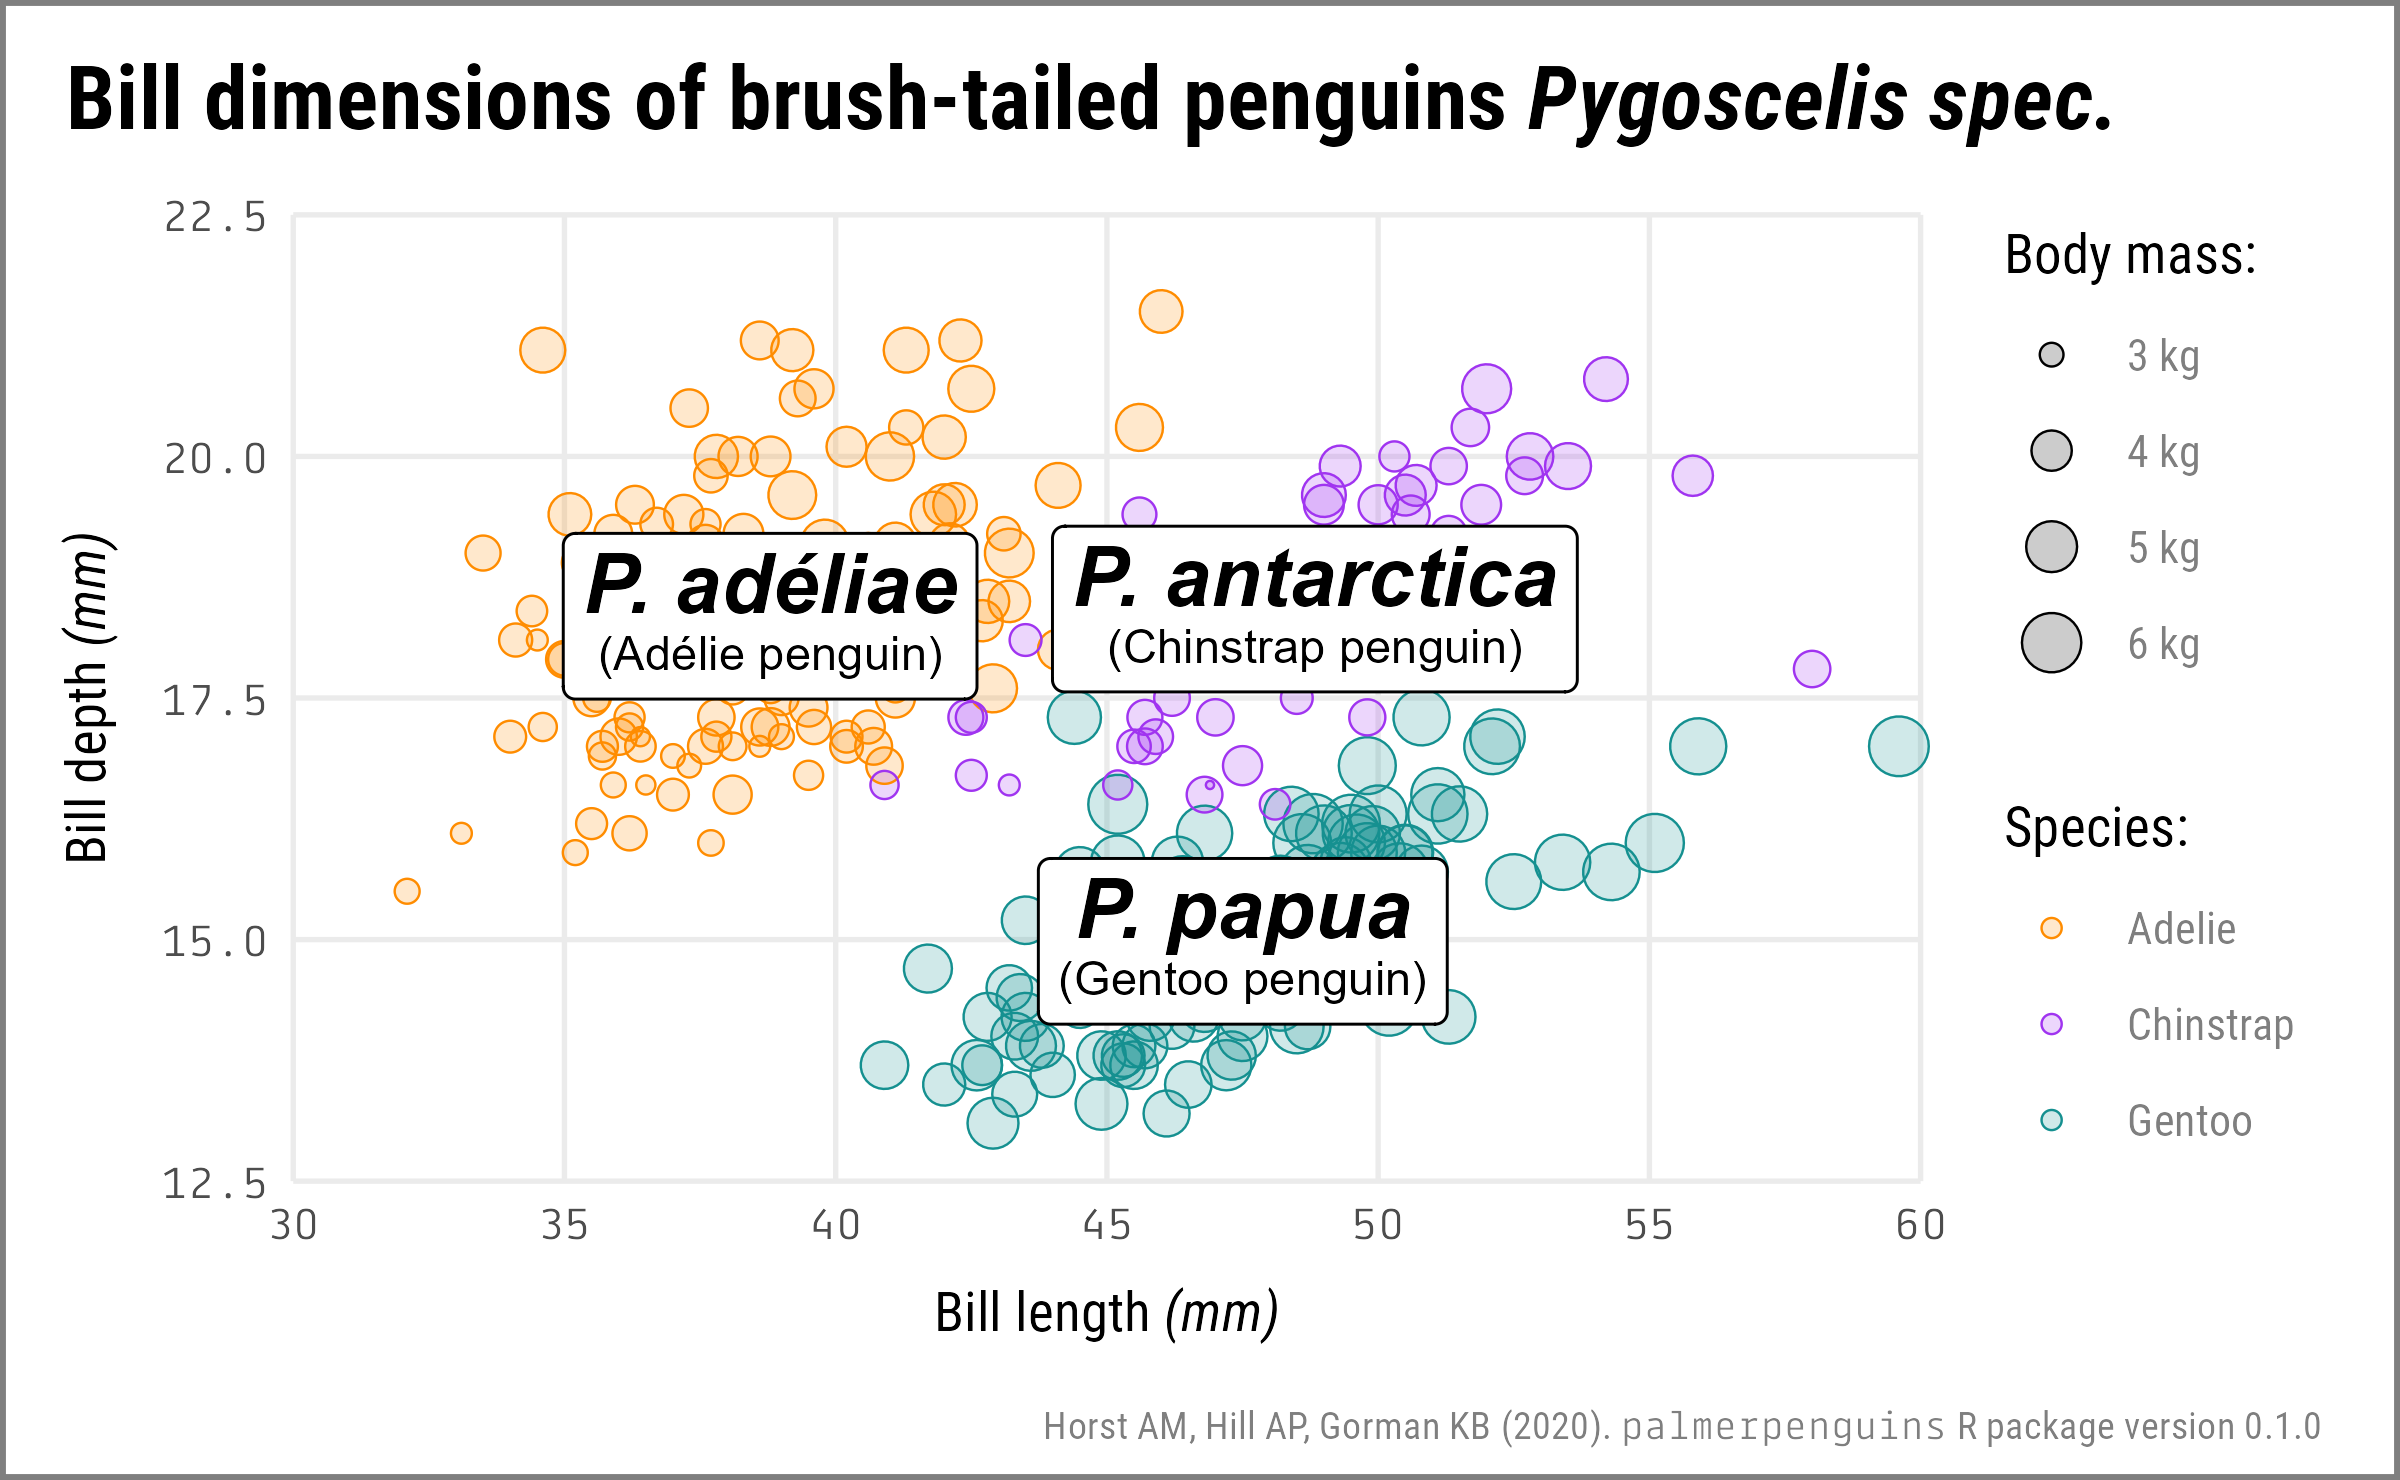 Bill dimensions of brush-tailed penguins Pygoscelis spec.
22.5
20.0
17.5
15.0
12.5
Bill depth (mm)
P. adéliae
(Adélie penguin)
P. antarctica
(Chinstrap penguin)
P. papua
(Gentoo penguin)
30 35 40 45 50 55 60
Bill length (mm)
Body mass:
3 kg
4 kg
5 kg
6 kg
Species:
Adelie
Chinstrap
Gentoo
Horst AM, Hill AP, Gorman KB (2020). palmerpenguins R package version 0.1.0